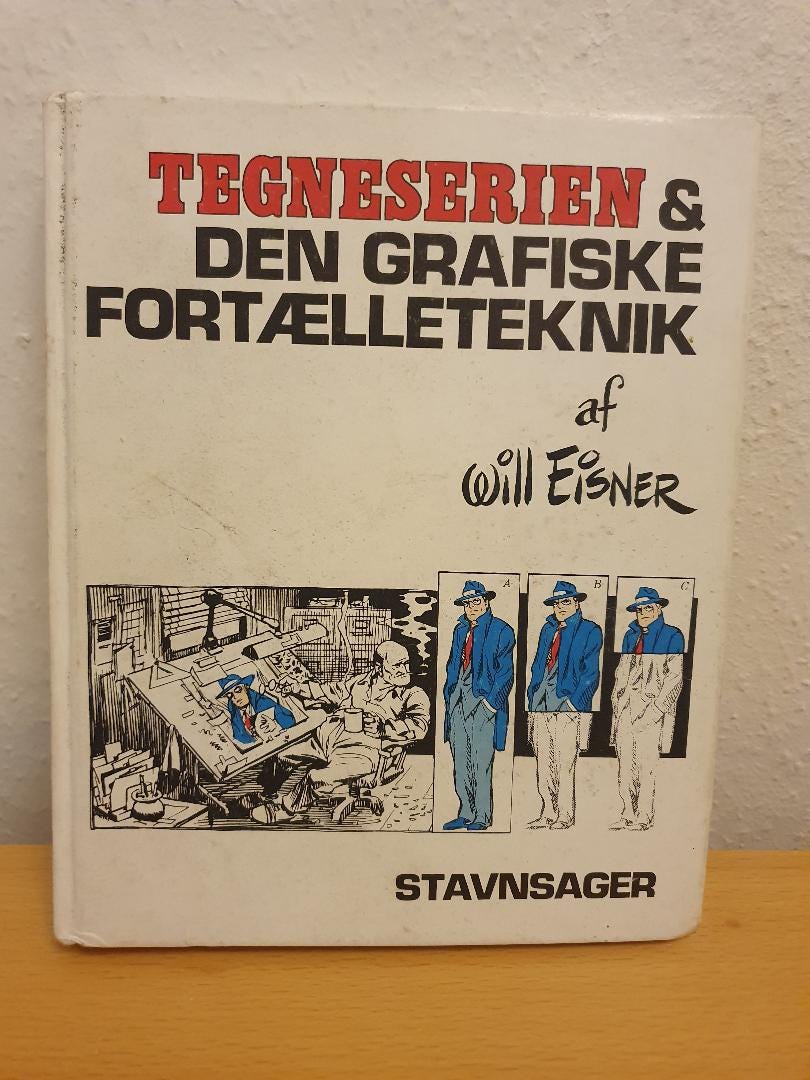 TEGNESERIEN &
DEN GRAFISKE
FORTÆLLETEKNIK
af
Will EISNER
A B C
STAVNSAGER